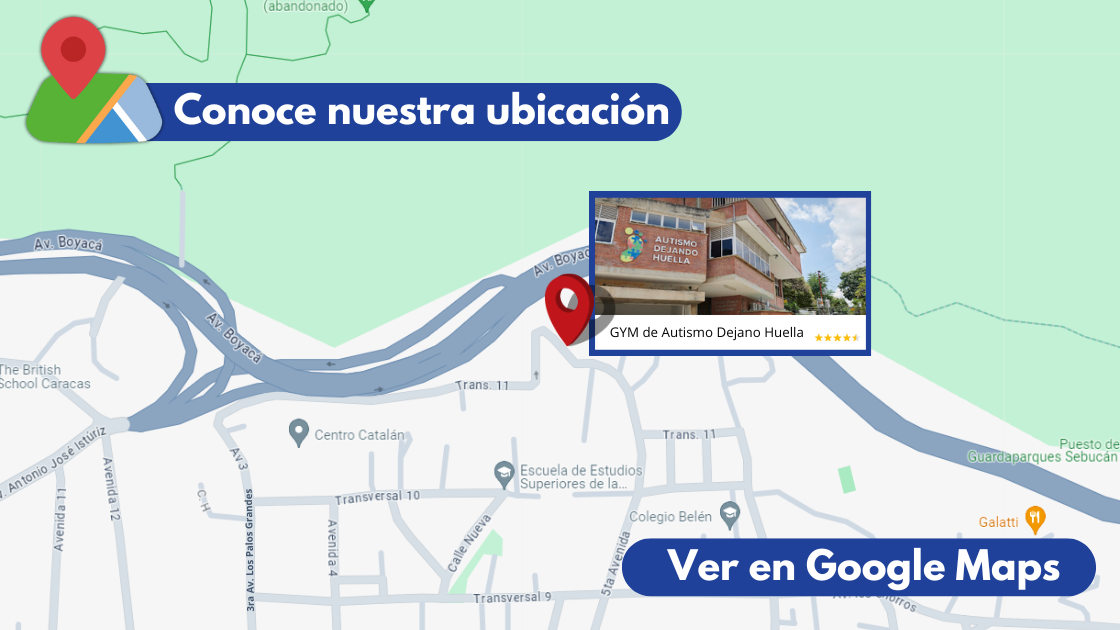 (abandonado)
Conoce nuestra ubicación
Av. Boyacá
Av. Boyacá
Av. Boyac
AUTISMO
DEJANDO
HUELLA
GYM de Autismo Dejano Huella
The British
School Caracas
Trans. 11
Centro Catalán
Trans. 11
Puesto de
Guardaparques Sebucán
Av. 3
Antonio José Istúriz
Avenida 11
Avenida 12
C. H
3ra Av. Los Palos Grandes
Transversal 10
Avenida 4
Escuela de Estudios
Superiores de la...
Calle Nueva
Colegio Belén
Galatti
5ta Avenida
Ver en Google Maps
Transversal 9